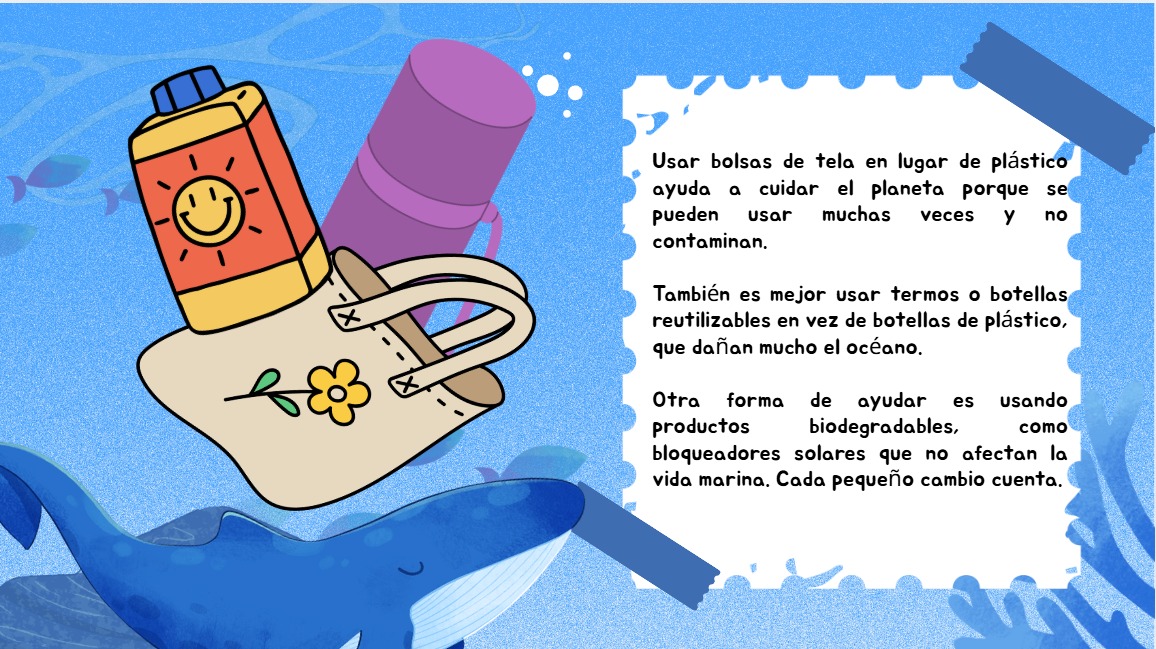 Usar bolsas de tela en lugar de plástico
ayuda a cuidar el planeta porque se
pueden usar muchas veces y no
contaminan.
También es mejor usar termos o botellas
reutilizables en vez de botellas de plástico,
que dañan mucho el océano.
Otra forma de ayudar es usando
productos biodegradables, como
bloqueadores solares que no afectan la
vida marina. Cada pequeño cambio cuenta.